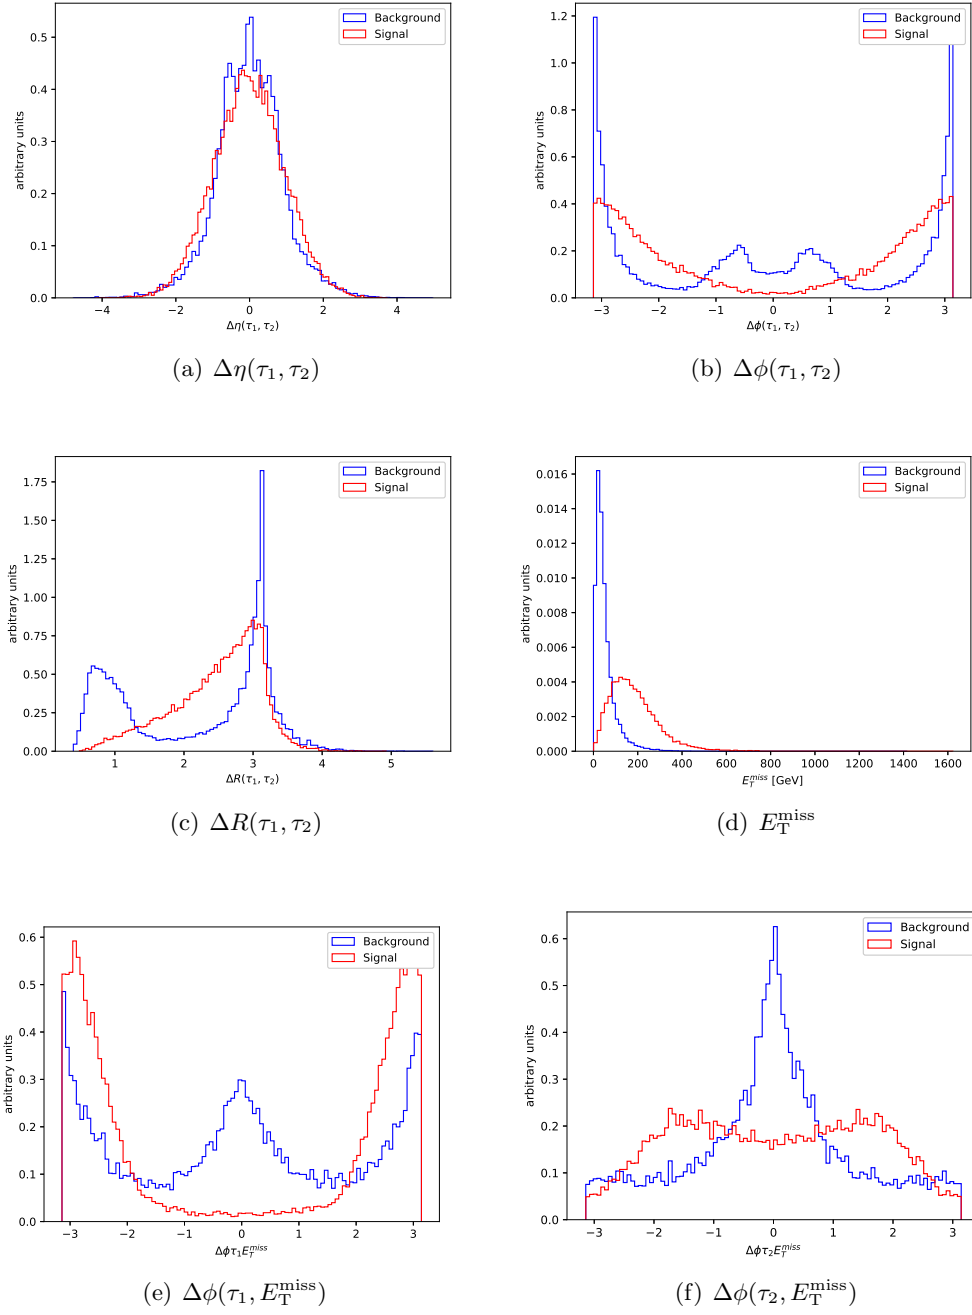 Background
Signal
0.5
0.4
0.3
0.2
0.1
0.0
arbitrary units
−4 −2 0 2 4
Δη(τ₁, τ₂)
(a) Δη(τ₁, τ₂)
Background
Signal
1.2
1.0
0.8
0.6
0.4
0.2
0.0
arbitrary units
−3 −2 −1 0 1 2 3
Δϕ(τ₁, τ₂)
(b) Δϕ(τ₁, τ₂)
Background
Signal
1.75
1.50
1.25
1.00
0.75
0.50
0.25
0.00
arbitrary units
1 2 3 4 5
ΔR(τ₁, τ₂)
(c) ΔR(τ₁, τ₂)
Background
Signal
0.016
0.014
0.012
0.010
0.008
0.006
0.004
0.002
0.000
arbitrary units
0 200 400 600 800 1000 1200 1400 1600
E_T^miss [GeV]
(d) E_T^miss
Background
Signal
0.6
0.5
0.4
0.3
0.2
0.1
0.0
arbitrary units
−3 −2 −1 0 1 2 3
Δϕτ₁E_T^miss
(e) Δϕ(τ₁, E_T^miss)
Background
Signal
0.6
0.5
0.4
0.3
0.2
0.1
0.0
arbitrary units
−3 −2 −1 0 1 2 3
Δϕτ₂E_T^miss
(f) Δϕ(τ₂, E_T^miss)